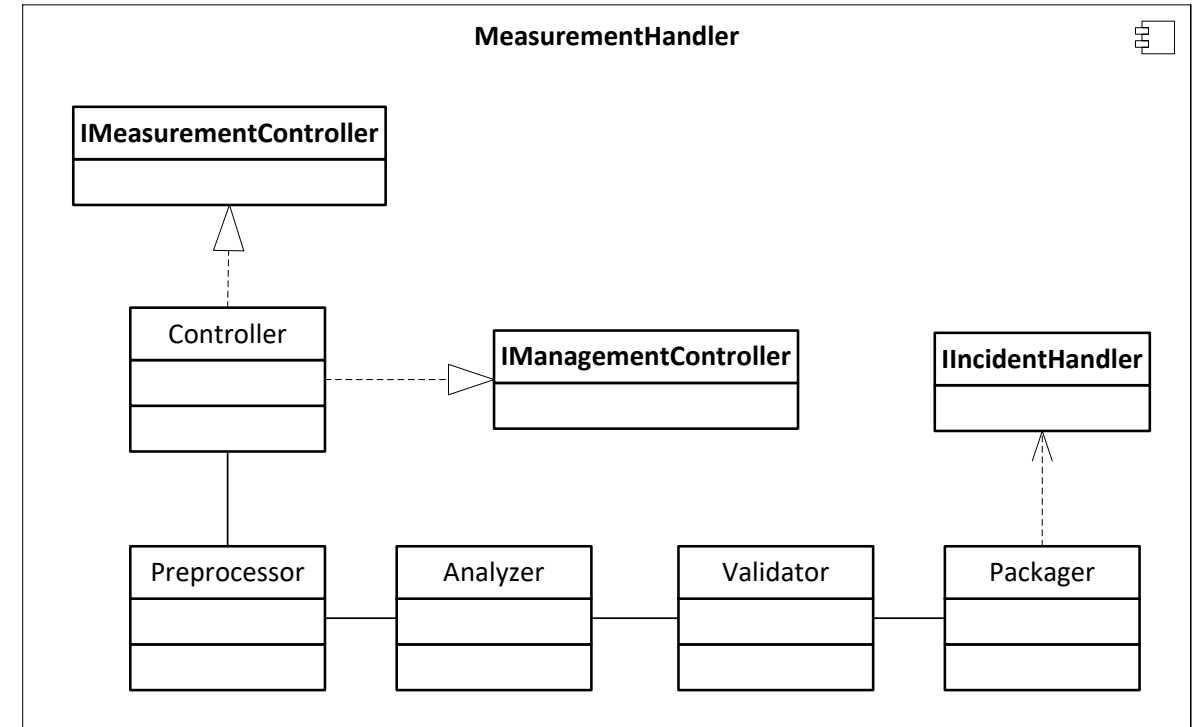 MeasurementHandler
IMeasurementController
Controller
IManagementController
IIncidentHandler
Preprocessor
Analyzer
Validator
Packager